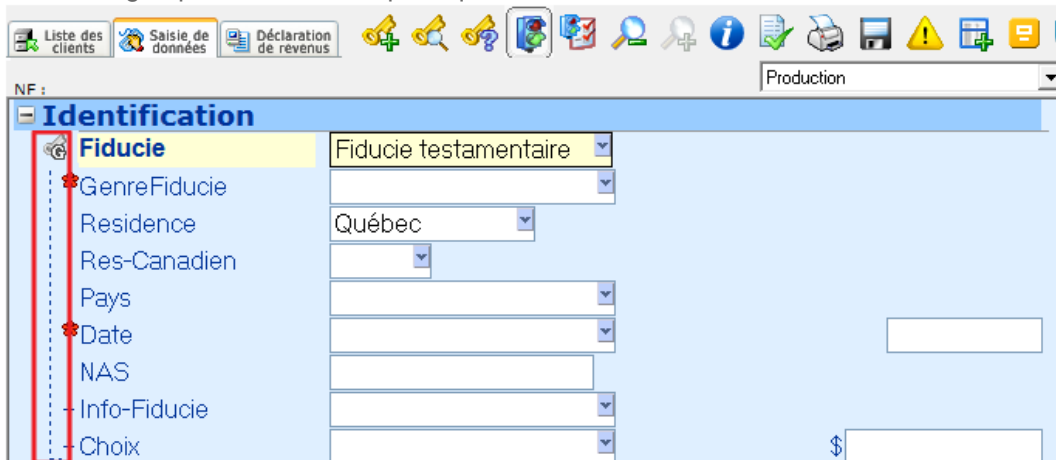 Liste des clients
Saisie de données
Déclaration de revenus
Production
NE :
Identification
Fiducie Fiducie testamentaire
GenreFiducie
Residence Québec
Res-Canadien
Pays
Date
NAS
Info-Fiducie
Choix $